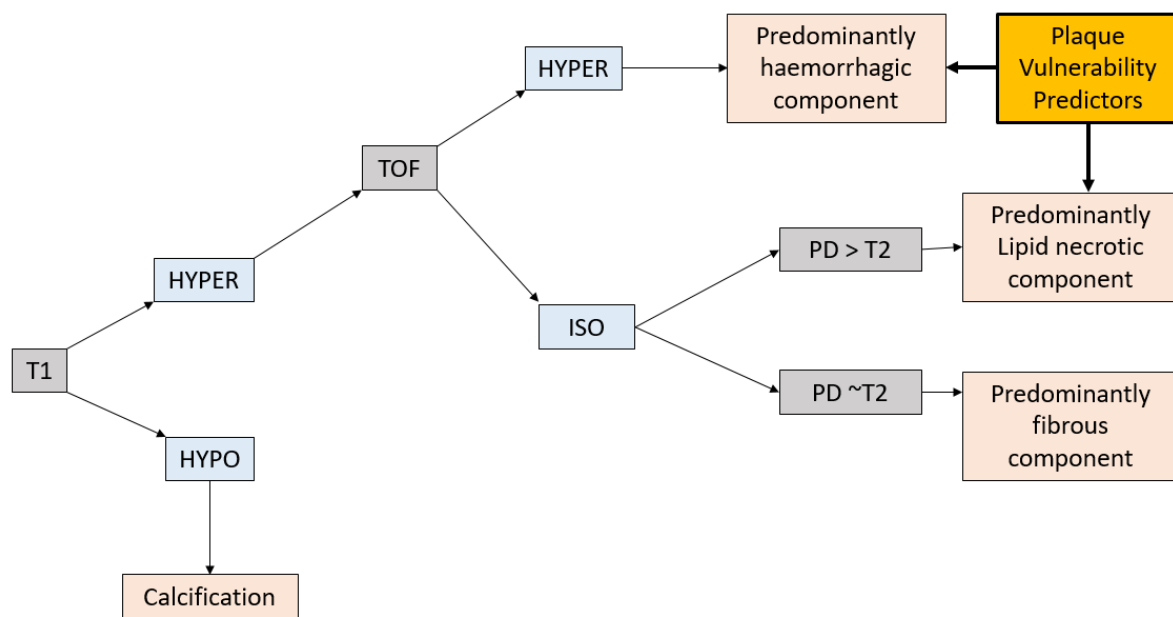 HYPER
Predominantly
haemorrhagic
component
Plaque
Vulnerability
Predictors
TOF
Predominantly
Lipid necrotic
component
PD > T2
HYPER
ISO
T1
PD ~T2
Predominantly
fibrous
component
HYPO
Calcification